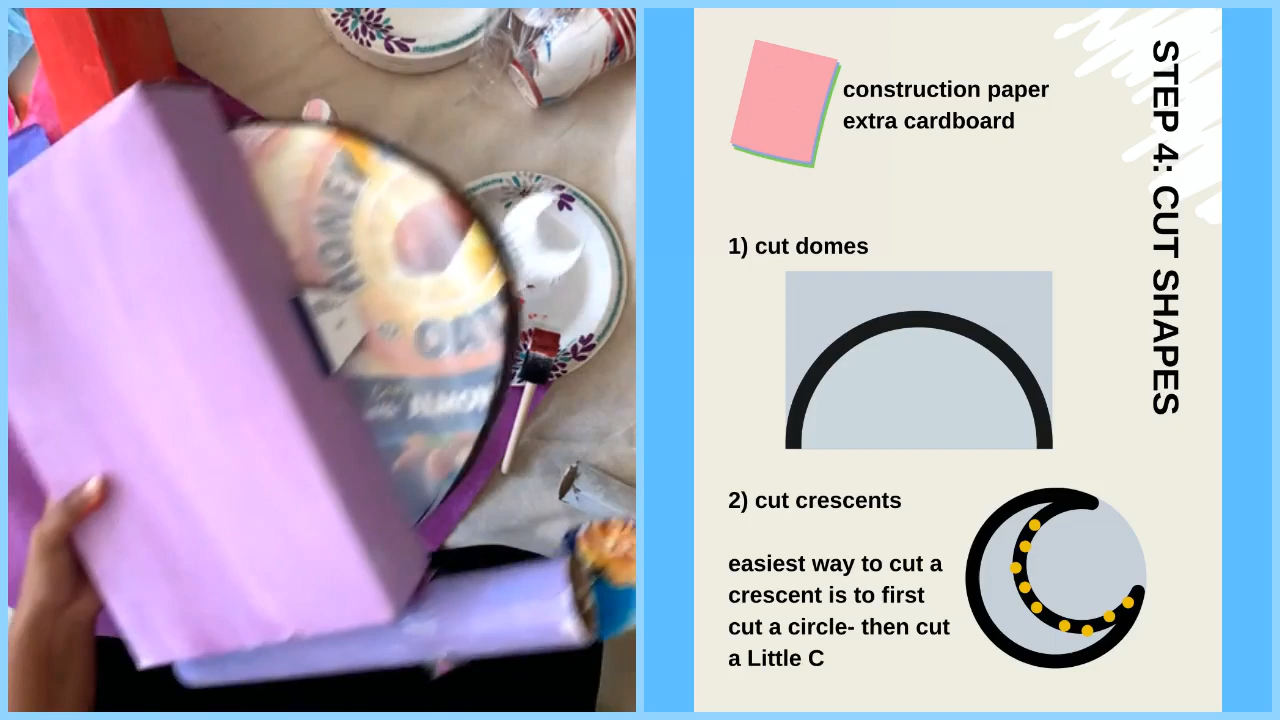 HONEY
STEP 4: CUT SHAPES
construction paper
extra cardboard
1) cut domes
2) cut crescents
easiest way to cut a
crescent is to first
cut a circle- then cut
a Little C